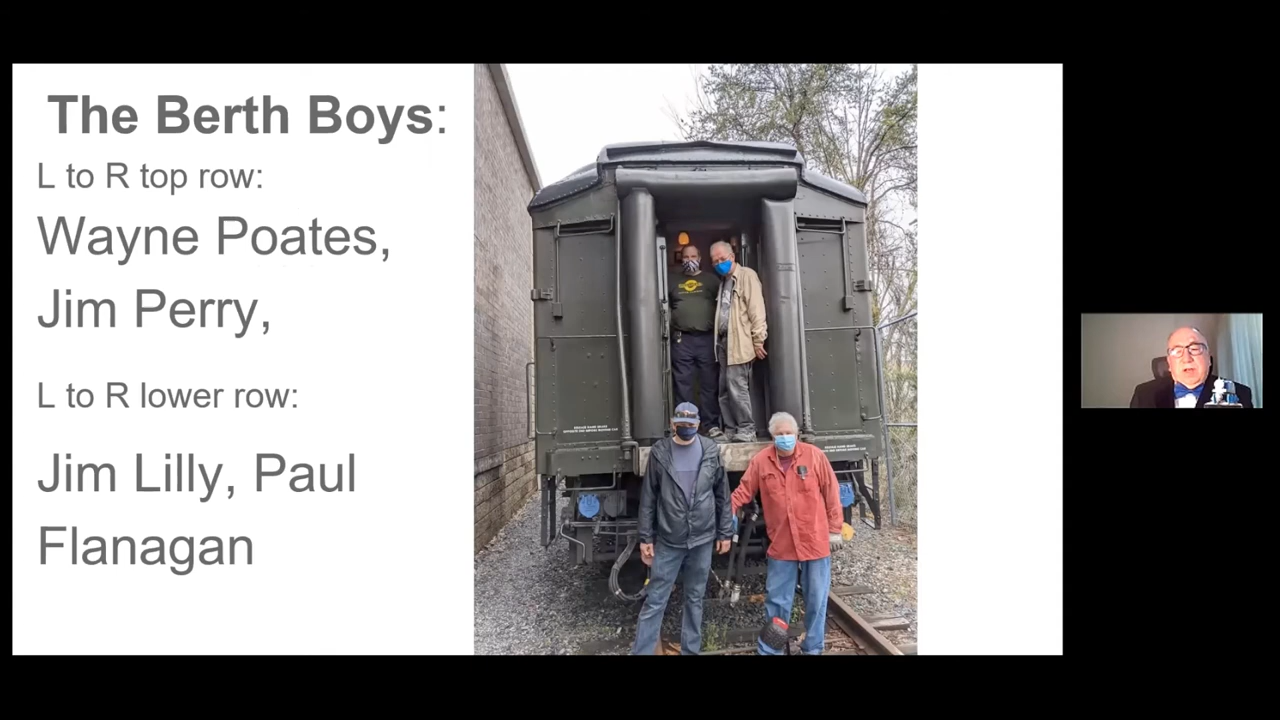 The Berth Boys:
L to R top row:
Wayne Poates,
Jim Perry,
L to R lower row:
Jim Lilly, Paul
Flanagan